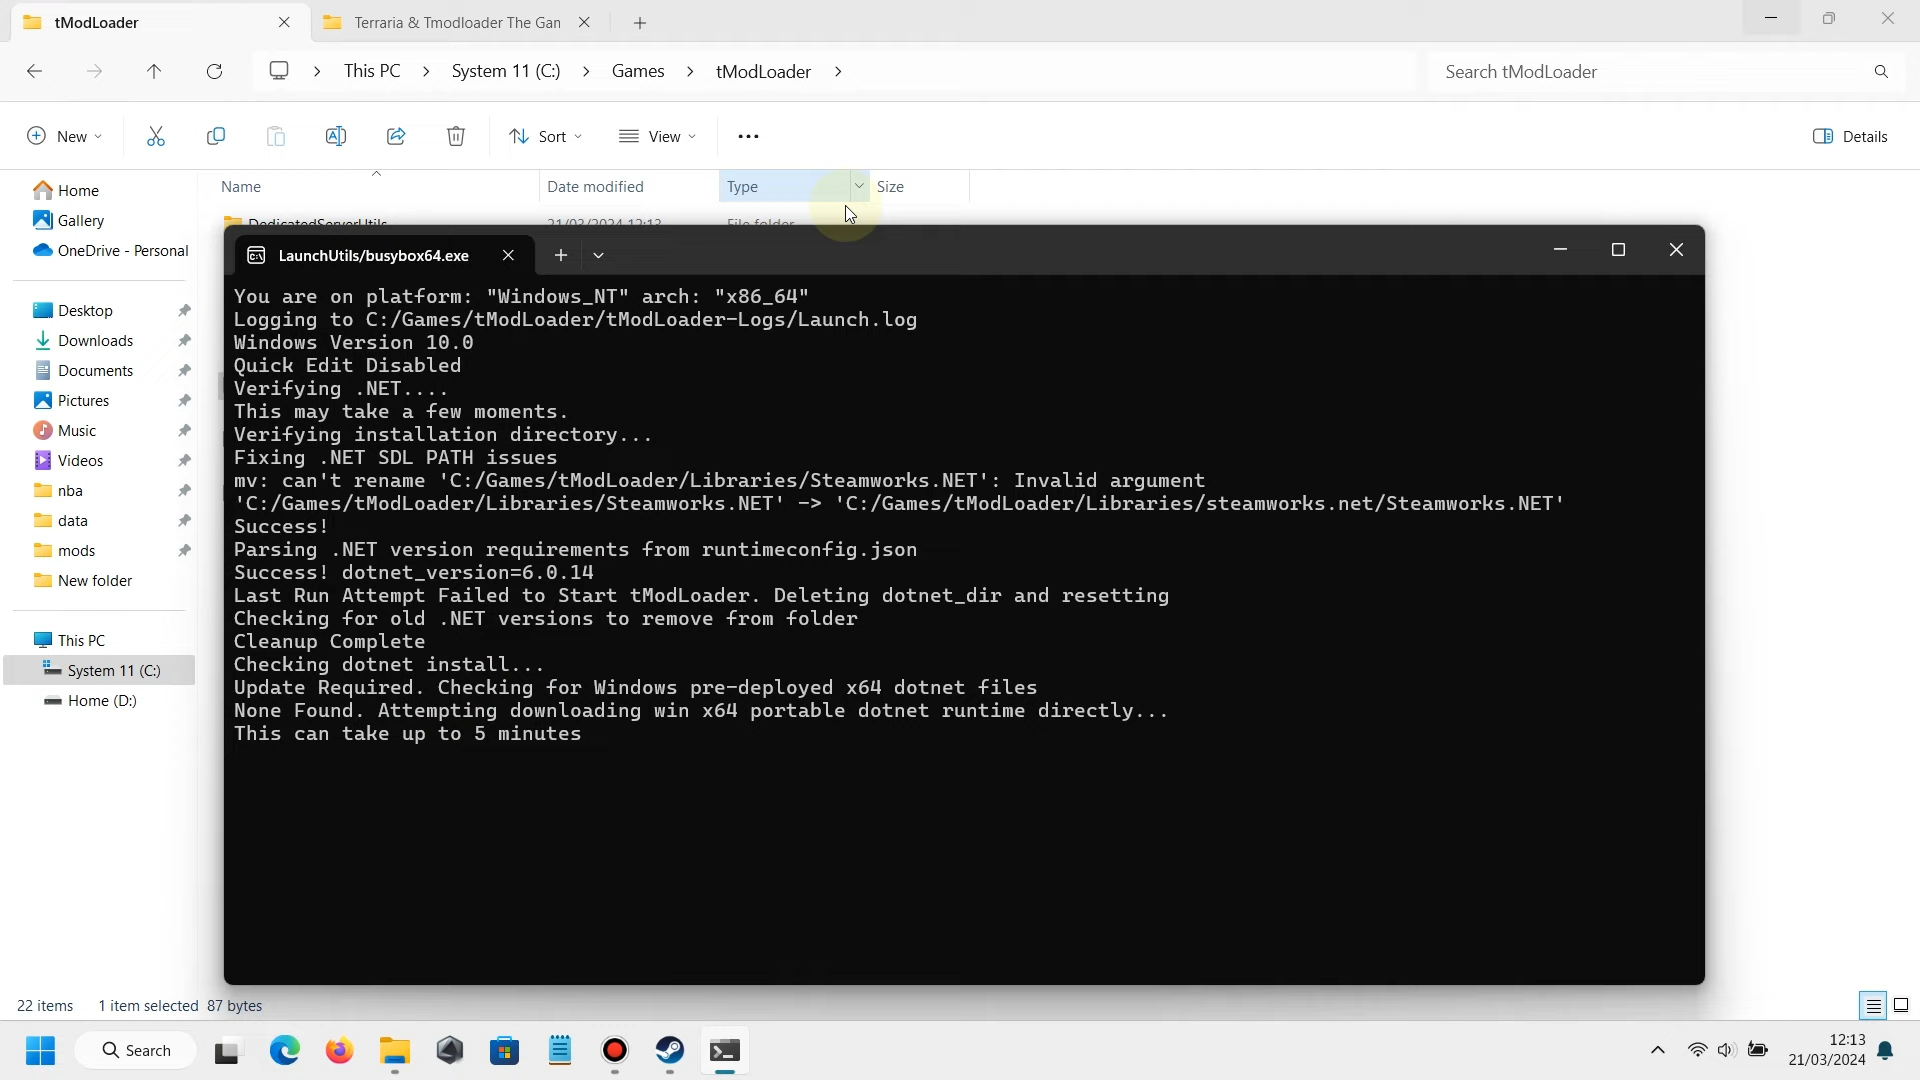 tModLoader
Terraria & Tmodloader The Gan
This PC
System 11 (C:)
Games
tModLoader
Search tModLoader
New
Sort
View
Details
Name
Date modified
Type
Size
DedicatedServerUtils
21/03/2024 12:13
File folder
Home
Gallery
OneDrive - Personal
Desktop
Downloads
Documents
Pictures
Music
Videos
nba
data
mods
New folder
This PC
System 11 (C:)
Home (D:)
LaunchUtils/busybox64.exe
You are on platform: "Windows_NT" arch: "x86_64"
Logging to C:/Games/tModLoader/tModLoader-Logs/Launch.log
Windows Version 10.0
Quick Edit Disabled
Verifying .NET....
This may take a few moments.
Verifying installation directory...
Fixing .NET SDL PATH issues
mv: can't rename 'C:/Games/tModLoader/Libraries/Steamworks.NET': Invalid argument
'C:/Games/tModLoader/Libraries/Steamworks.NET' -> 'C:/Games/tModLoader/Libraries/steamworks.net/Steamworks.NET'
Success!
Parsing .NET version requirements from runtimeconfig.json
Success! dotnet_version=6.0.14
Last Run Attempt Failed to Start tModLoader. Deleting dotnet_dir and resetting
Checking for old .NET versions to remove from folder
Cleanup Complete
Checking dotnet install...
Update Required. Checking for Windows pre-deployed x64 dotnet files
None Found. Attempting downloading win x64 portable dotnet runtime directly...
This can take up to 5 minutes
22 items
1 item selected 87 bytes
Search
12:13
21/03/2024